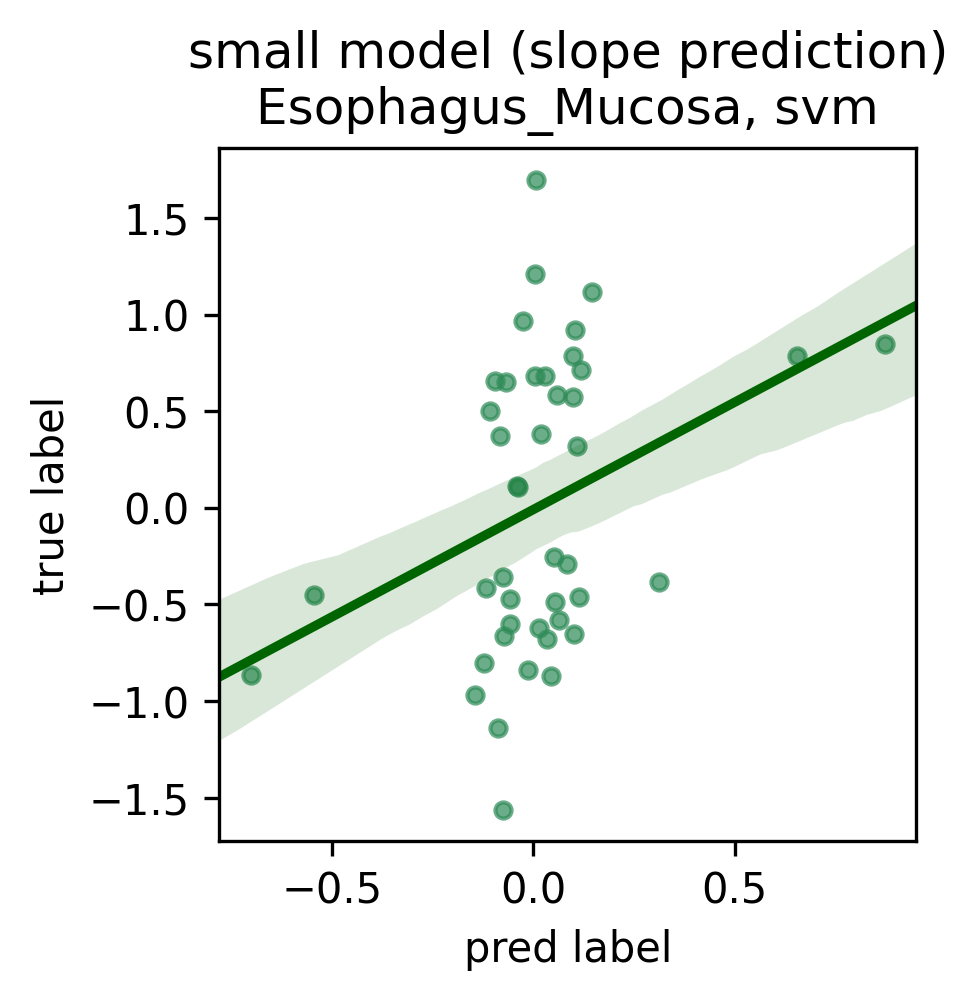 small model (slope prediction)
Esophagus_Mucosa, svm
1.5
1.0
0.5
0.0
−0.5
−1.0
−1.5
true label
−0.5
0.0
0.5
pred label